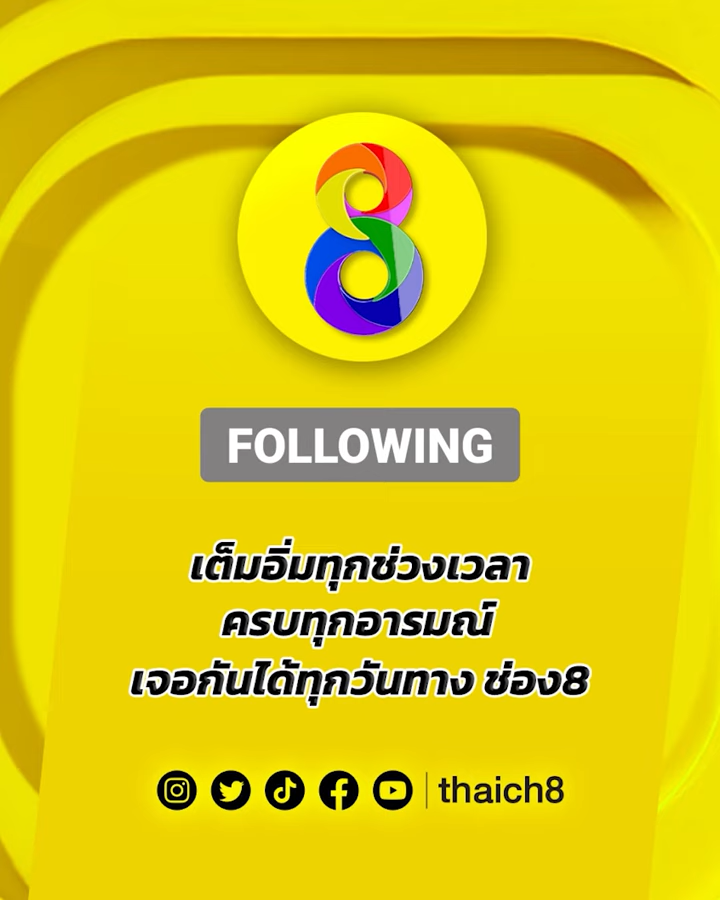 8
FOLLOWING
เต็มอิ่มทุกช่วงเวลา
ครบทุกอารมณ์
เจอกันได้ทุกวันทาง ช่อง8
thaich8